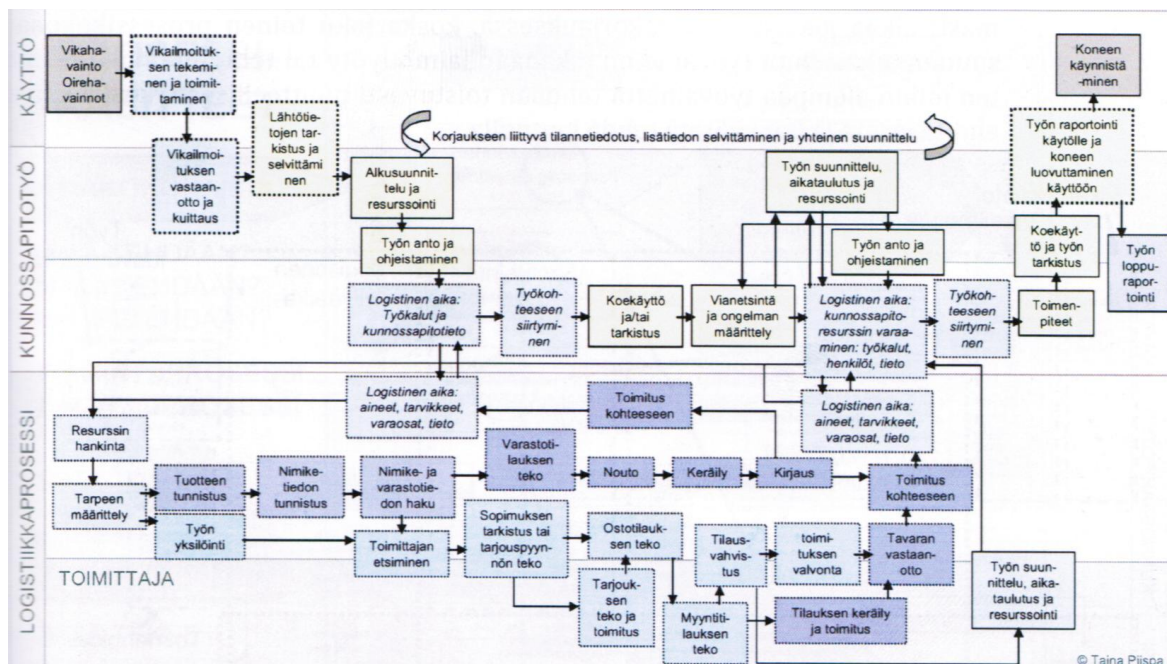 KÄYTTÖ
Vikaha-
vainto
Oireha-
vainnot
Vikailmoituk-
sen tekemi-
nen ja toimit-
taminen
Lähtötie-
tojen tar-
kistus ja
selvittämi
nen
Korjaukseen liittyvä tilannetiedotus, lisätiedon selvittäminen ja yhteinen suunnittelu
Koneen
käynnistä
-minen
Työn raportointi
käytölle ja
koneen
luovuttaminen
käyttöön
KUNNOSSAPITOTYÖ
Vikailmoi-
tuksen
vastaan-
otto ja
kuittaus
Alkusuunnit-
telu ja
resurssointi
Työn suunnittelu,
aikataulutus ja
resurssointi
Työn anto ja
ohjeistaminen
Työn anto ja
ohjeistaminen
Koekäyt-
tö ja työn
tarkistus
Työn
loppu-
rapor-
tointi
Logistinen aika:
Työkalut ja
kunnossapitotieto
Työkoh-
teeseen
siirtymi-
nen
Koekäyttö
ja/tai
tarkistus
Vianetsintä
ja ongelman
määrittely
Logistinen aika:
kunnossapito-
resurssin varaa-
minen: työkalut,
henkilöt, tieto
Työkoh-
teeseen
siirtymi-
nen
Toimen-
piteet
LOGISTIIKKAPROSESSI
Logistinen aika:
aineet, tarvikkeet,
varaosat, tieto
Toimitus
kohteeseen
Logistinen aika:
aineet, tarvikkeet,
varaosat, tieto
Resurssin
hankinta
Tarpeen
määrittely
Tuotteen
tunnistus
Nimike-
tiedon
tunnistus
Nimike- ja
varastotie-
don haku
Varastoti-
lauksen
teko
Nouto
Keräily
Kirjaus
Toimitus
kohteeseen
Työn
yksilöinti
Toimittajan
etsiminen
Sopimuksen
tarkistus tai
tarjouspyyn-
nön teko
Ostotilauk-
sen teko
Tilaus-
vahvis-
tus
toimi-
tuksen
valvonta
Tavaran
vastaan-
otto
TOIMITTAJA
Tarjouk-
sen
teko ja
toimitus
Myyntiti-
lauksen
teko
Tilauksen keräily
ja toimitus
Työn suun-
nittelu, aika-
taulutus ja
resurssointi
© Taina Piispa